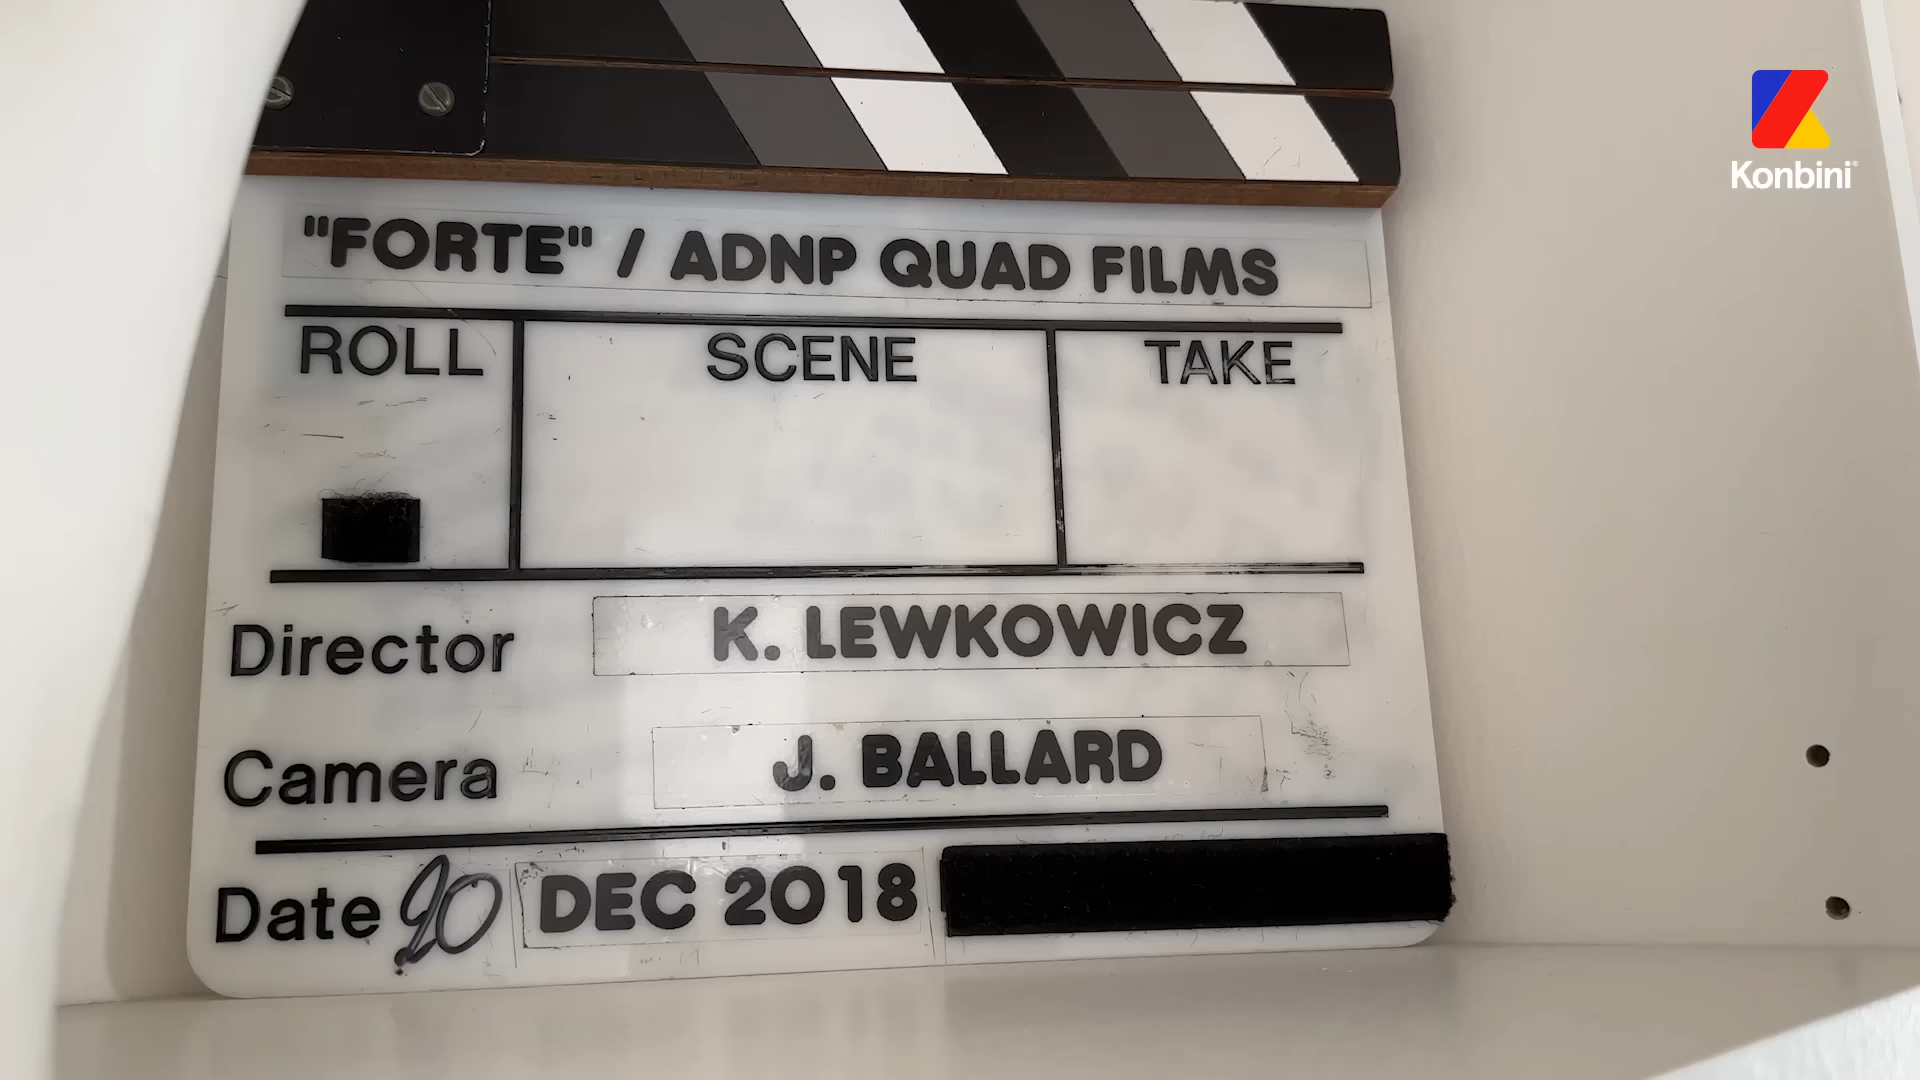 Konbini
"FORTE" / ADNP QUAD FILMS
ROLL SCENE TAKE
Director K. LEWKOWICZ
Camera J. BALLARD
Date 20 DEC 2018